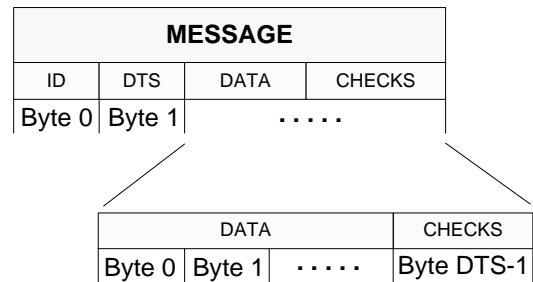 MESSAGE
ID DTS DATA CHECKS
Byte 0 Byte 1 .....
DATA CHECKS
Byte 0 Byte 1 ..... Byte DTS-1